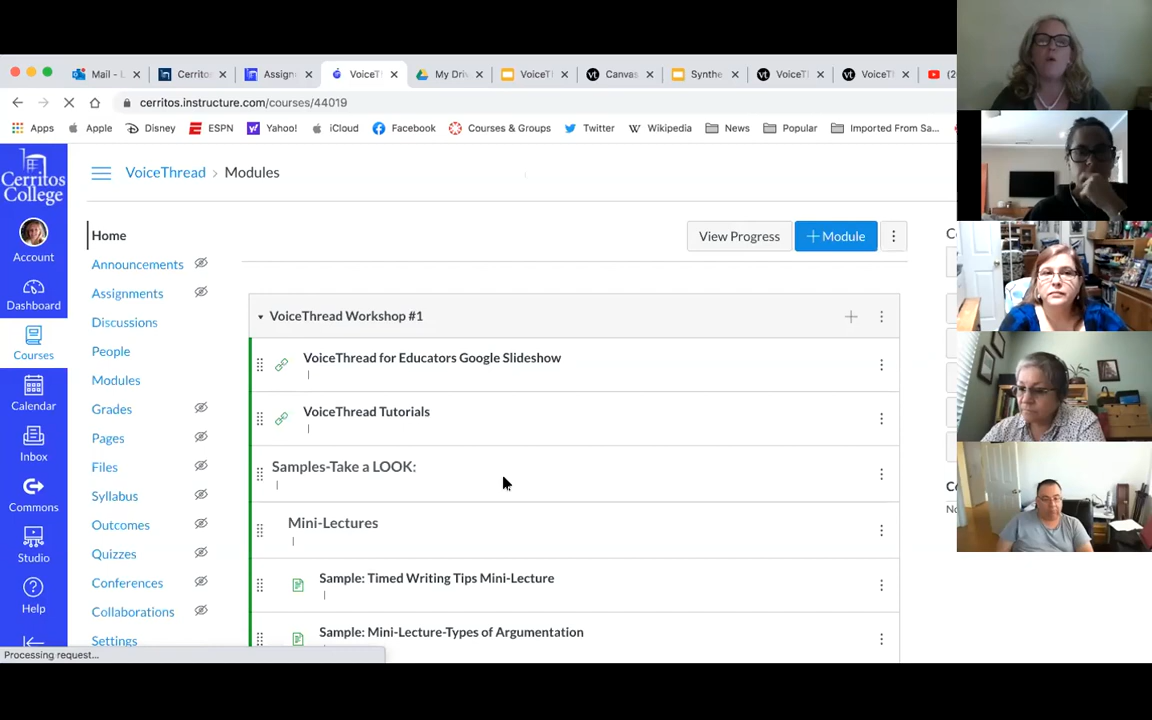 Mail - L
Cerrito
Assign
VoiceT
My Driv
VoiceT
Canvas
Synthe
VoiceT
VoiceTh
cerritos.instructure.com/courses/44019
Apps
Apple
Disney
ESPN
Yahoo!
iCloud
Facebook
Courses & Groups
Twitter
Wikipedia
News
Popular
Imported From Sa...
Cerritos
College
VoiceThread > Modules
Account
Dashboard
Courses
Calendar
Inbox
Commons
Studio
Help
Home
Announcements
Assignments
Discussions
People
Modules
Grades
Pages
Files
Syllabus
Outcomes
Quizzes
Conferences
Collaborations
Settings
View Progress
+ Module
VoiceThread Workshop #1
VoiceThread for Educators Google Slideshow
VoiceThread Tutorials
Samples-Take a LOOK:
Mini-Lectures
Sample: Timed Writing Tips Mini-Lecture
Sample: Mini-Lecture-Types of Argumentation
Processing request...